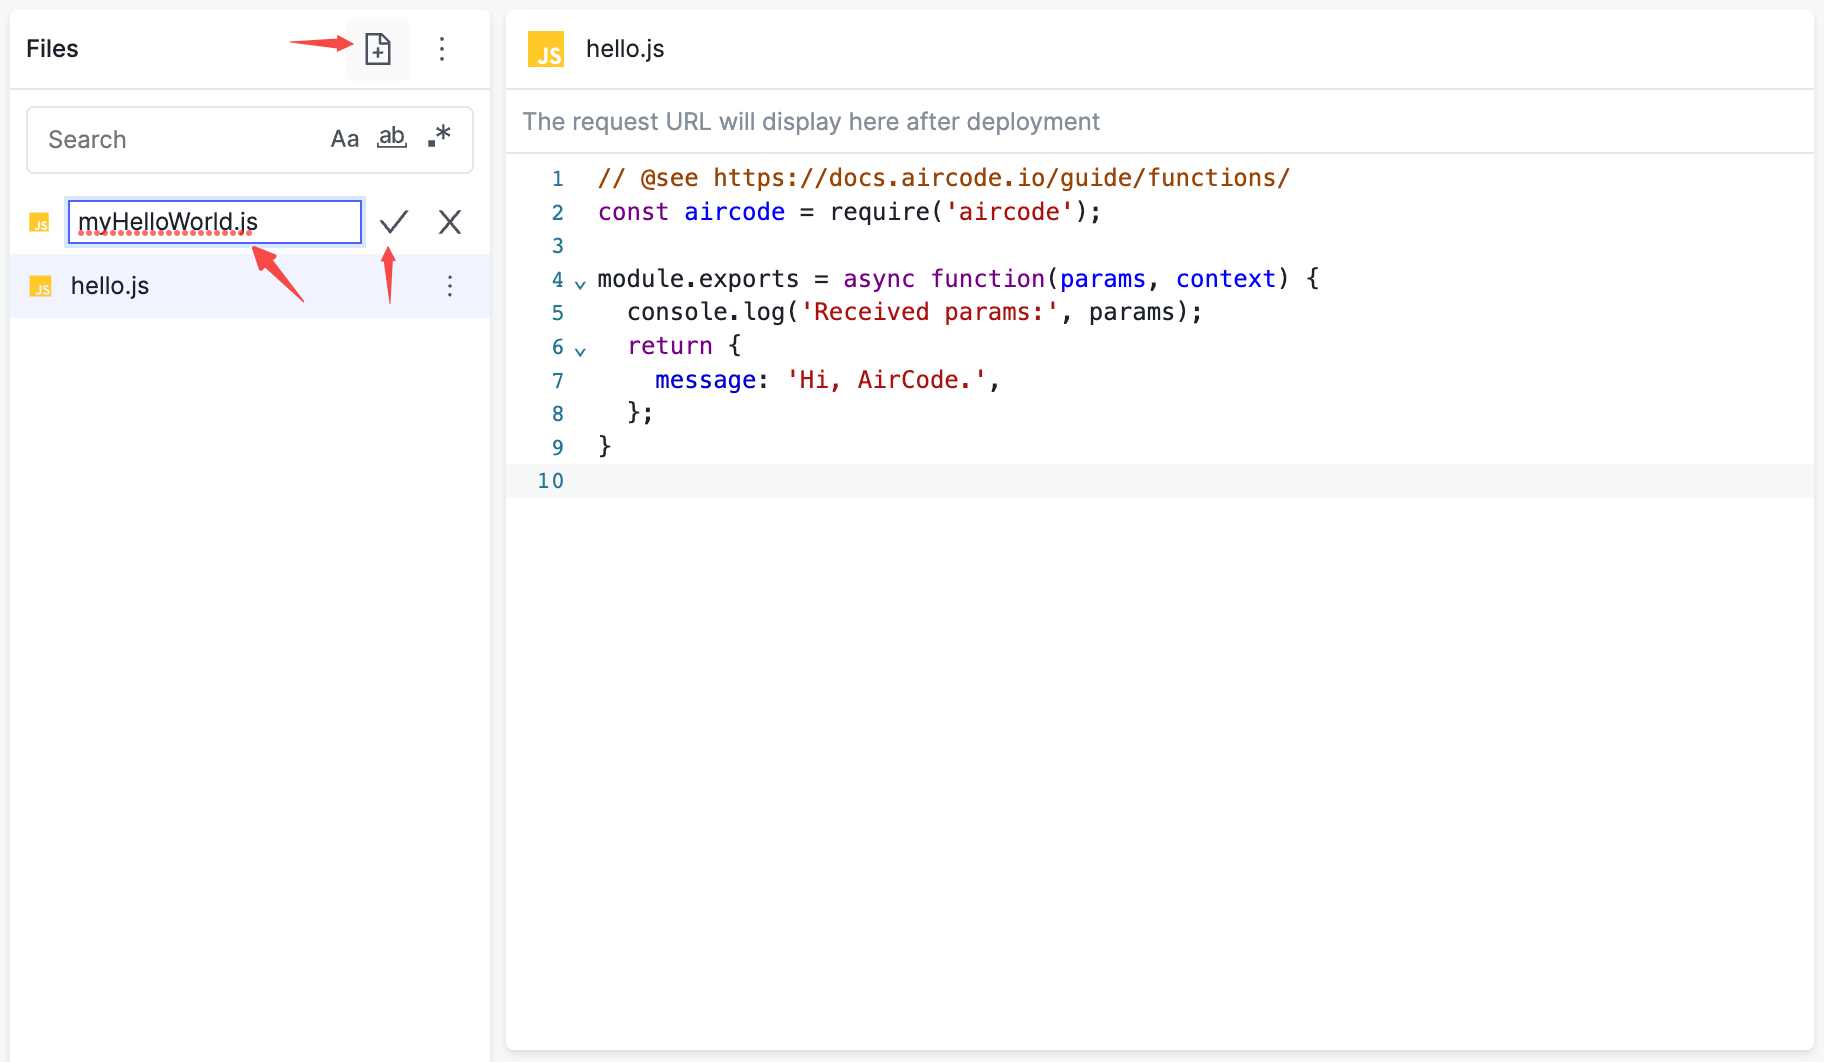 Files
Search Aa ab .*
JS myHelloWorld.js
JS hello.js
JS hello.js
The request URL will display here after deployment
1 // @see https://docs.aircode.io/guide/functions/
2 const aircode = require('aircode');
3
4 module.exports = async function(params, context) {
5   console.log('Received params:', params);
6   return {
7     message: 'Hi, AirCode.',
8   };
9 }
10